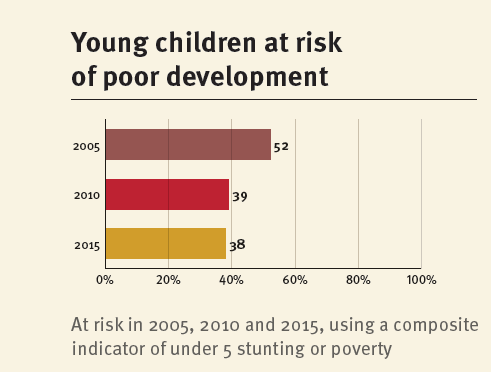 Young children at risk
of poor development
2005 52
2010 39
2015 38
0% 20% 40% 60% 80% 100%
At risk in 2005, 2010 and 2015, using a composite
indicator of under 5 stunting or poverty